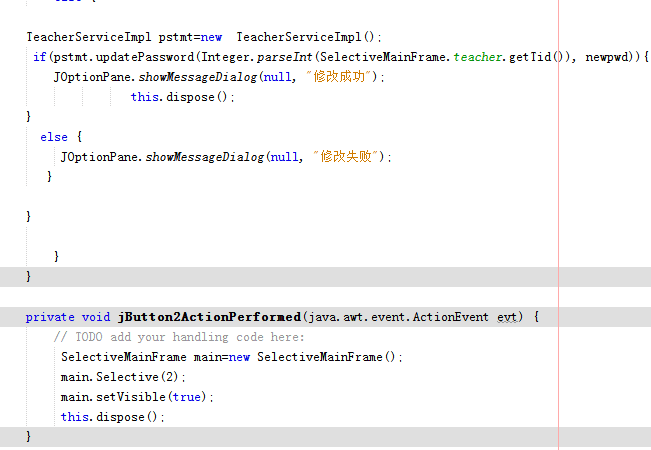 TeacherServiceImpl pstmt=new  TeacherServiceImpl();
if(pstmt.updatePassword(Integer.parseInt(SelectiveMainFrame.teacher.getTid()), newpwd)){
JOptionPane.showMessageDialog(null, "修改成功");
this.dispose();
}
else {
JOptionPane.showMessageDialog(null, "修改失败");
}
}
}
}
private void jButton2ActionPerformed(java.awt.event.ActionEvent evt) {
// TODO add your handling code here:
SelectiveMainFrame main=new SelectiveMainFrame();
main.Selective(2);
main.setVisible(true);
this.dispose();
}